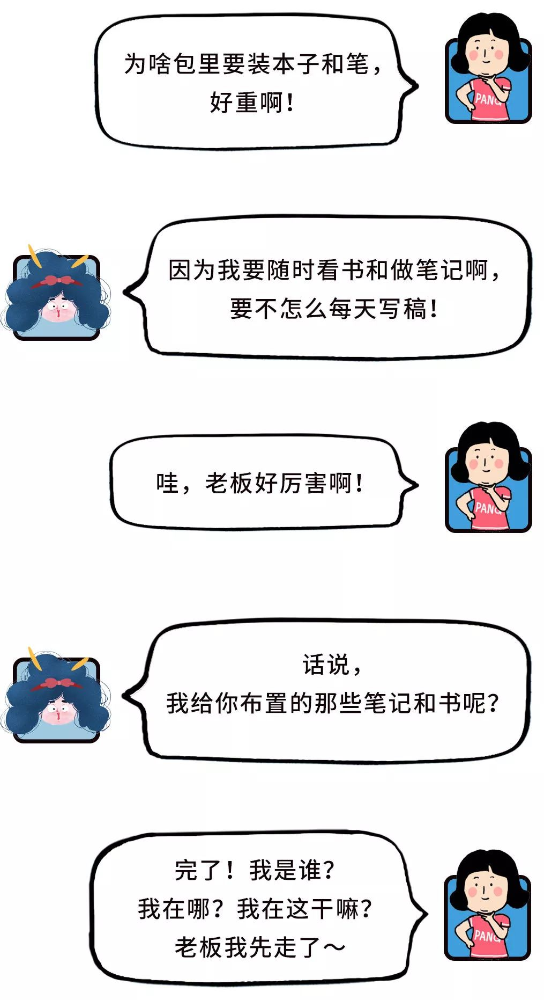 为啥包里要装本子和笔，
好重啊！
PANG
因为我要随时看书和做笔记啊，
要不怎么每天写稿！
哇，老板好厉害啊！
PANG
话说，
我给你布置的那些笔记和书呢？
完了！我是谁？
我在哪？我在这干嘛？
老板我先走了～
PANG